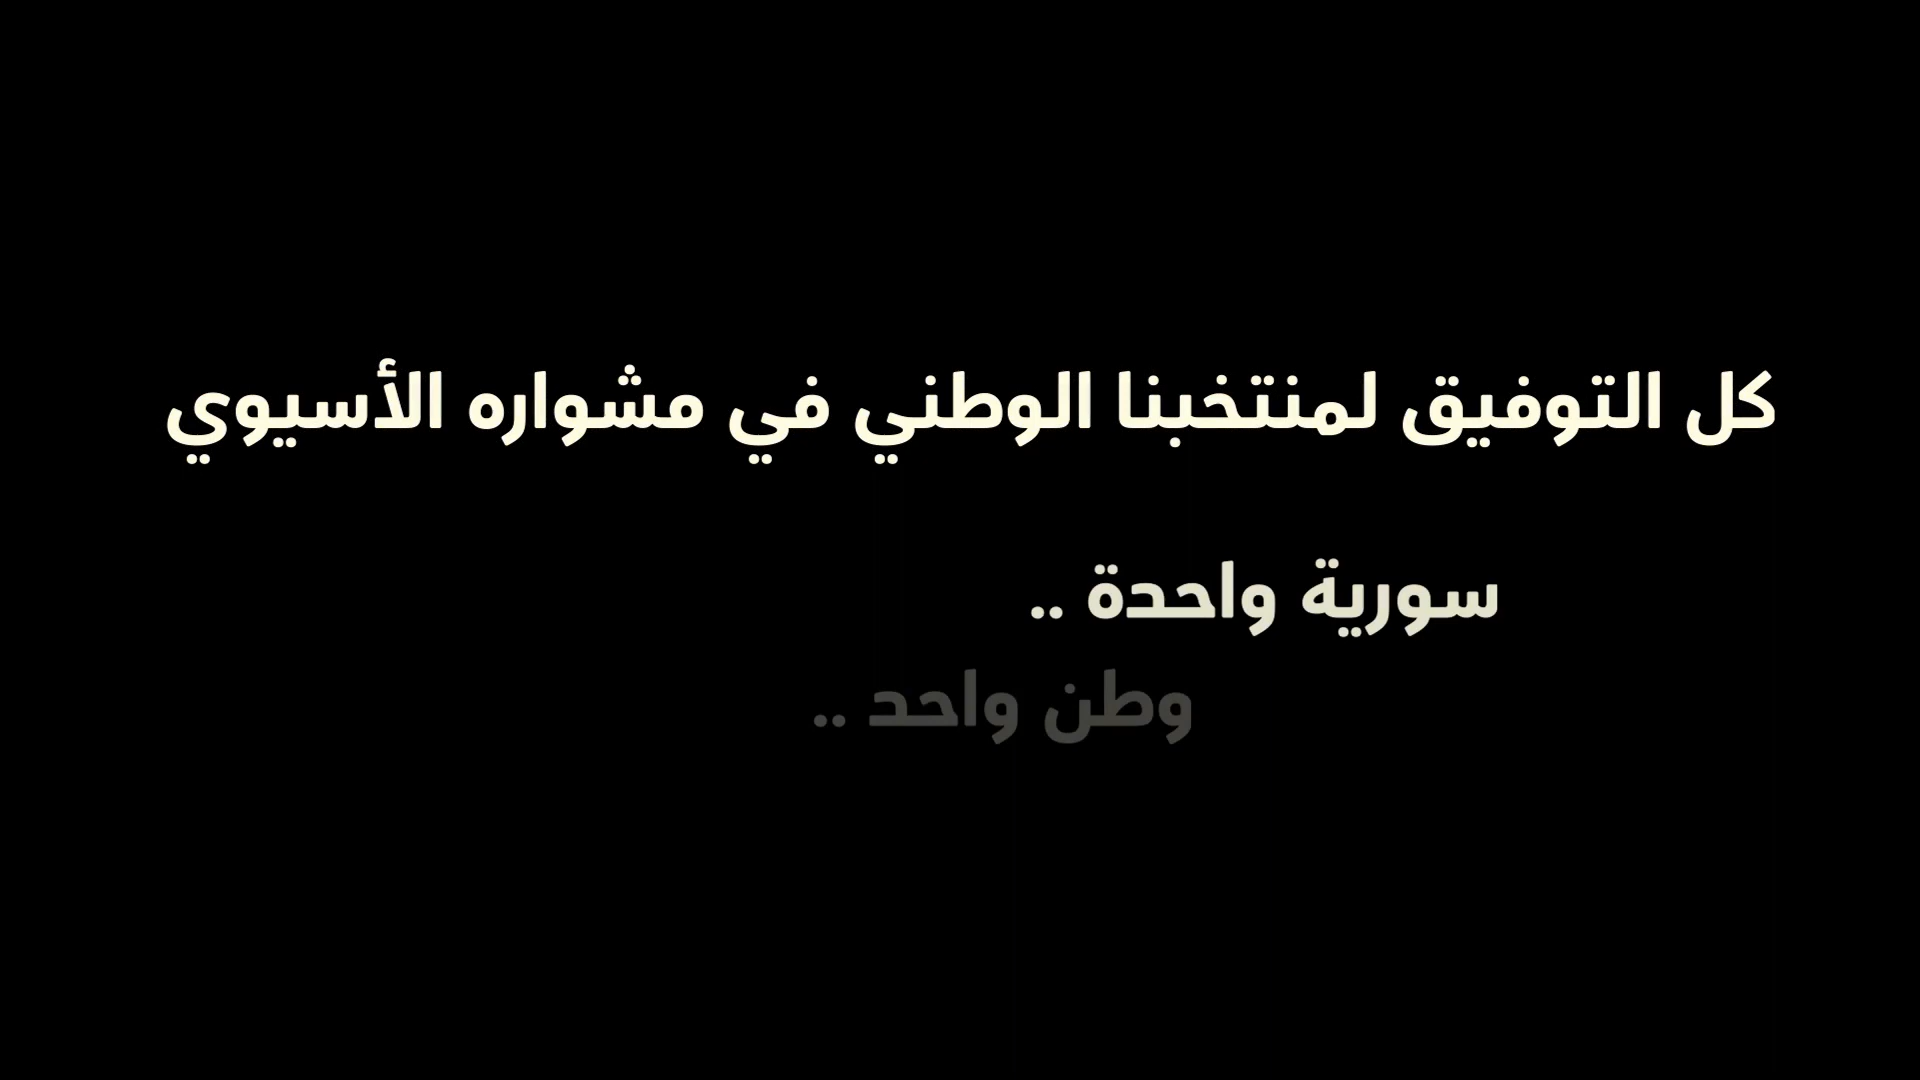 كل التوفيق لمنتخبنا الوطني في مشواره الأسيوي
سورية واحدة ..
وطن واحد ..